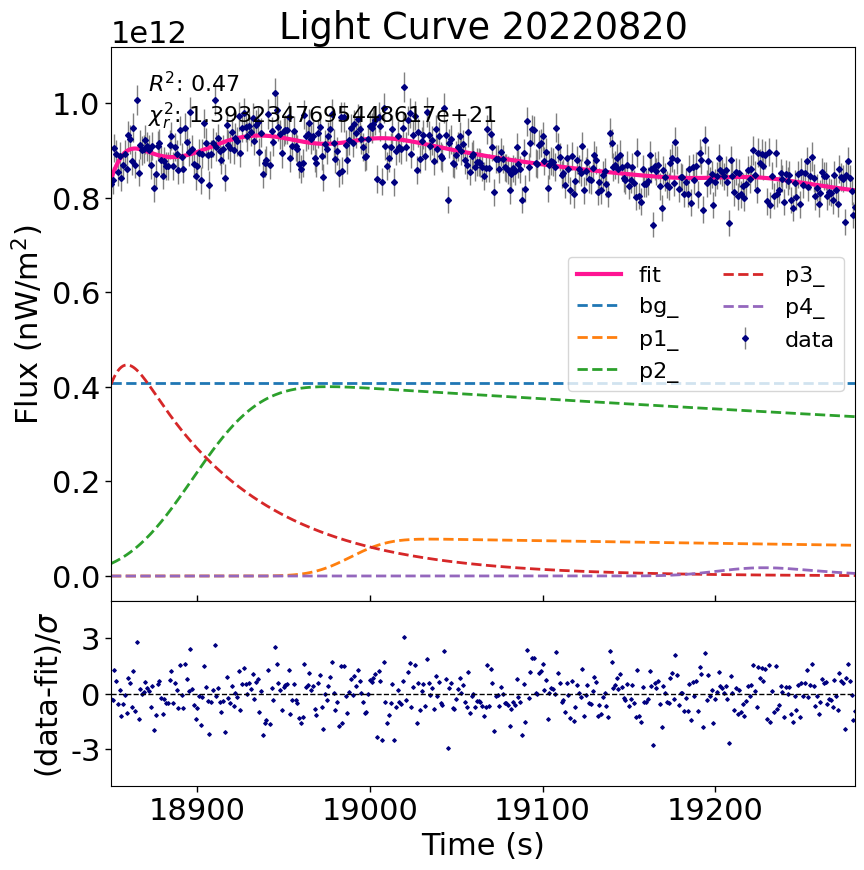 Light Curve 20220820
1e12
R²: 0.47
χ²ᵣ: 1.393234769544861​7e+21
1.0
0.8
0.6
0.4
0.2
0.0
Flux (nW/m²)
fit
bg_
p1_
p2_
p3_
p4_
data
3
0
-3
(data-fit)/σ
18900 19000 19100 19200
Time (s)